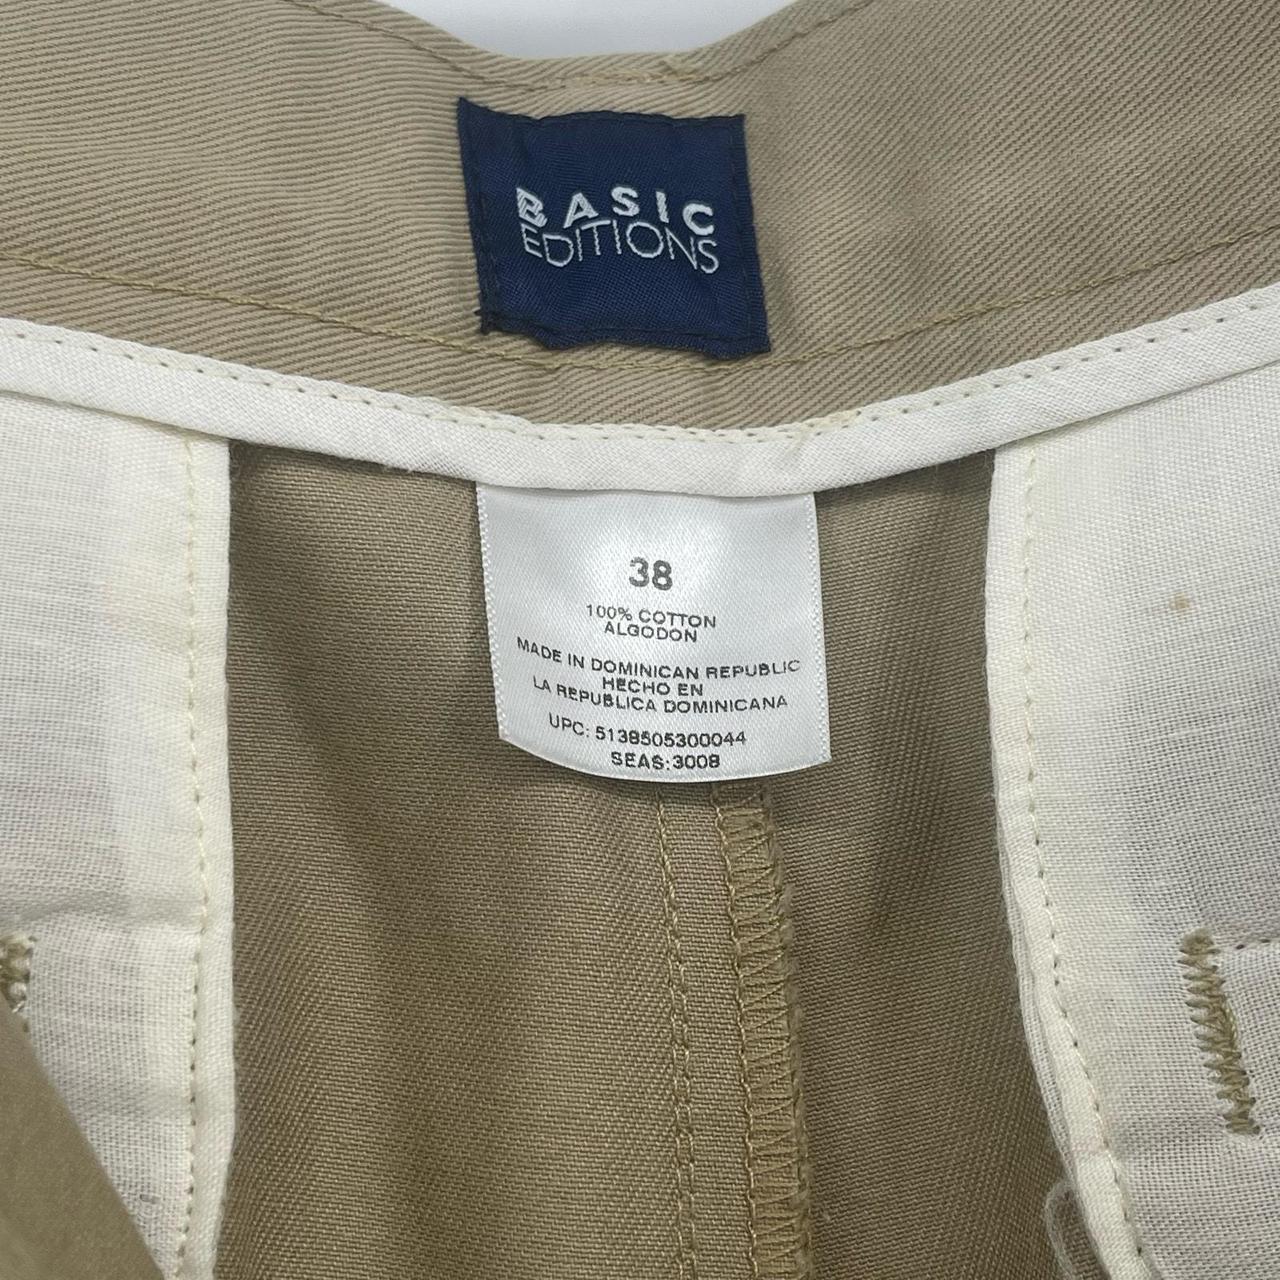 BASIC
EDITIONS
38
100% COTTON
ALGODON
MADE IN DOMINICAN REPUBLIC
HECHO EN
LA REPUBLICA DOMINICANA
UPC: 5138505300044
SEAS:3008